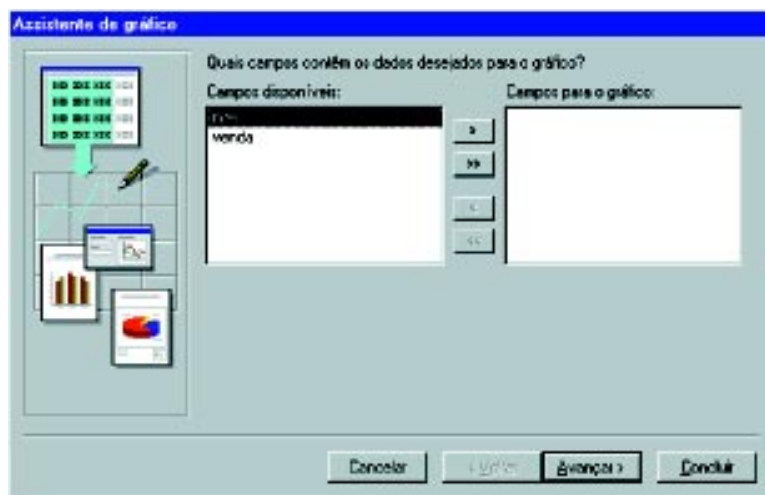 Assistente de gráfico
Quais campos contêm os dados desejados para o gráfico?
Campos disponíveis:
Campos para o gráfico:
venda
>
>>
<
<<
Cancelar
< Voltar
Avançar >
Concluir